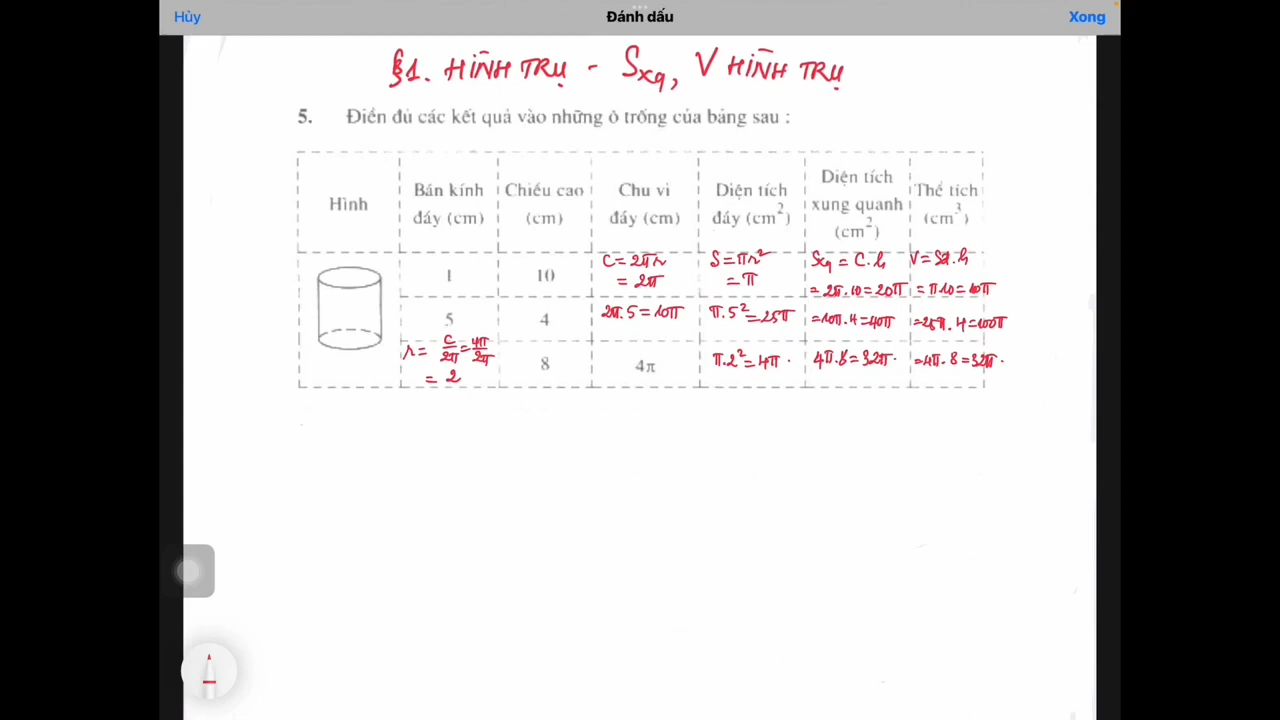 Hủy
Đánh dấu
Xong
§1. HÌNH TRỤ - Sxq, V HÌNH TRỤ
5. Điền đủ các kết quả vào những ô trống của bảng sau :
Hình
Bán kính đáy (cm)
Chiều cao (cm)
Chu vi đáy (cm)
Diện tích đáy (cm²)
Diện tích xung quanh (cm²)
Thể tích (cm³)
1
10
C = 2πr = 2π
S = πr² = π
Sxq = C.h = 2π.10 = 20π
V = Sđ.h = π10 = 10π
5
4
2π.5 = 10π
π.5² = 25π
= 10π.4 = 40π
= 25π.4 = 100π
r = C/2π = 4π/2π = 2
8
4π
π.2² = 4π.
4π.8 = 32π.
= 4π.8 = 32π.